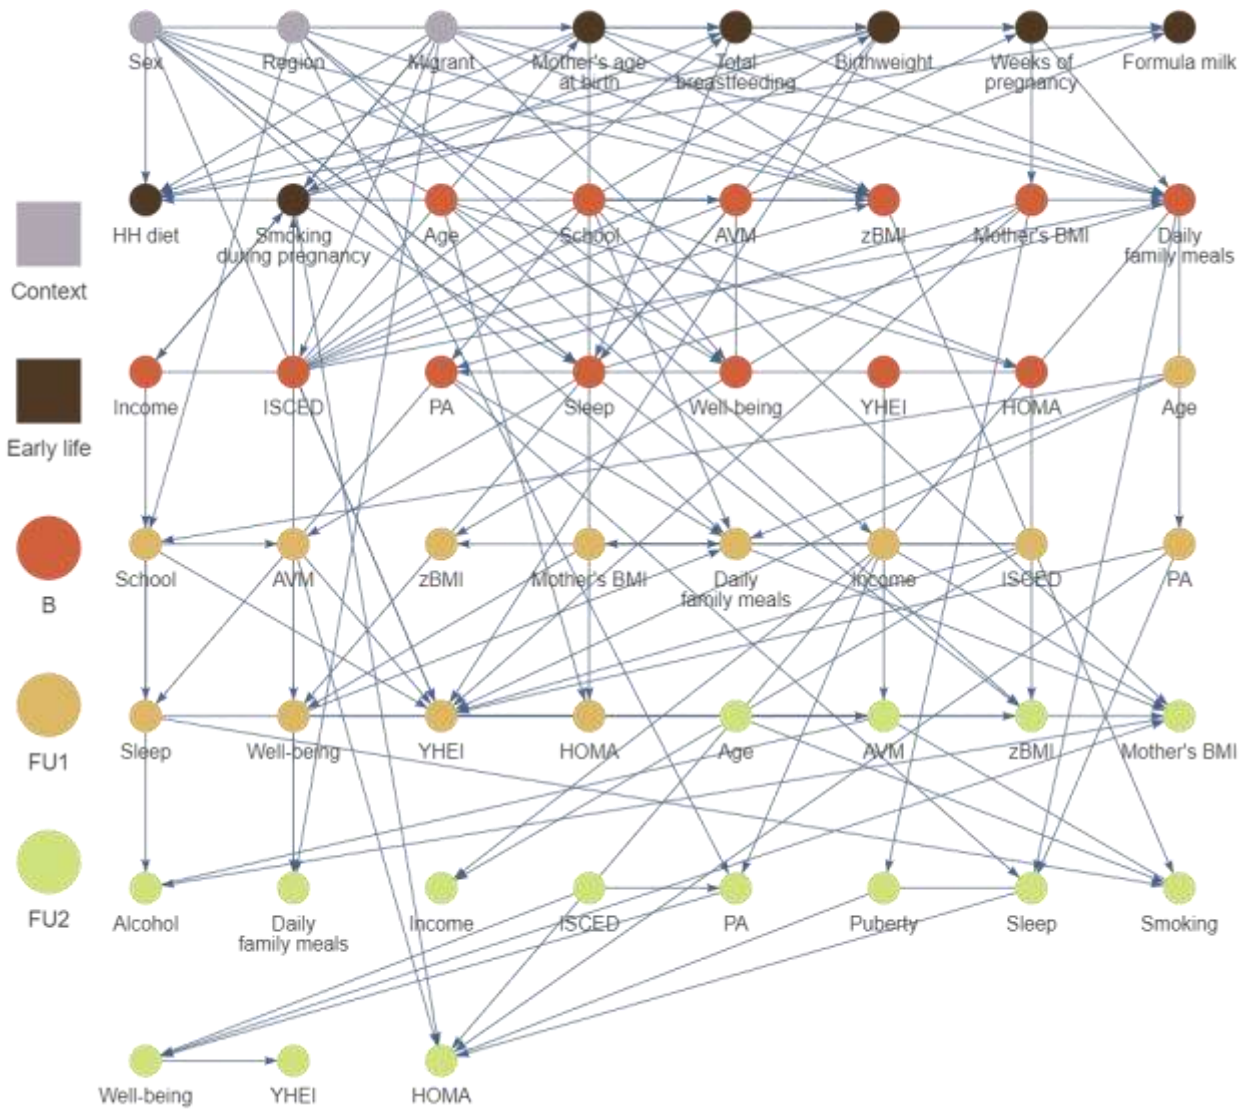 Sex
Region
Migrant
Mother's age
at birth
Total
breastfeeding
Birthweight
Weeks of
pregnancy
Formula milk
HH diet
Smoking
during pregnancy
Age
School
AVM
zBMI
Mother's BMI
Daily
family meals
Context
Income
ISCED
PA
Sleep
Well-being
YHEI
HOMA
Age
Early life
School
AVM
zBMI
Mother's BMI
Daily
family meals
Income
ISCED
PA
B
Sleep
Well-being
YHEI
HOMA
Age
AVM
zBMI
Mother's BMI
FU1
Alcohol
Daily
family meals
Income
ISCED
PA
Puberty
Sleep
Smoking
FU2
Well-being
YHEI
HOMA